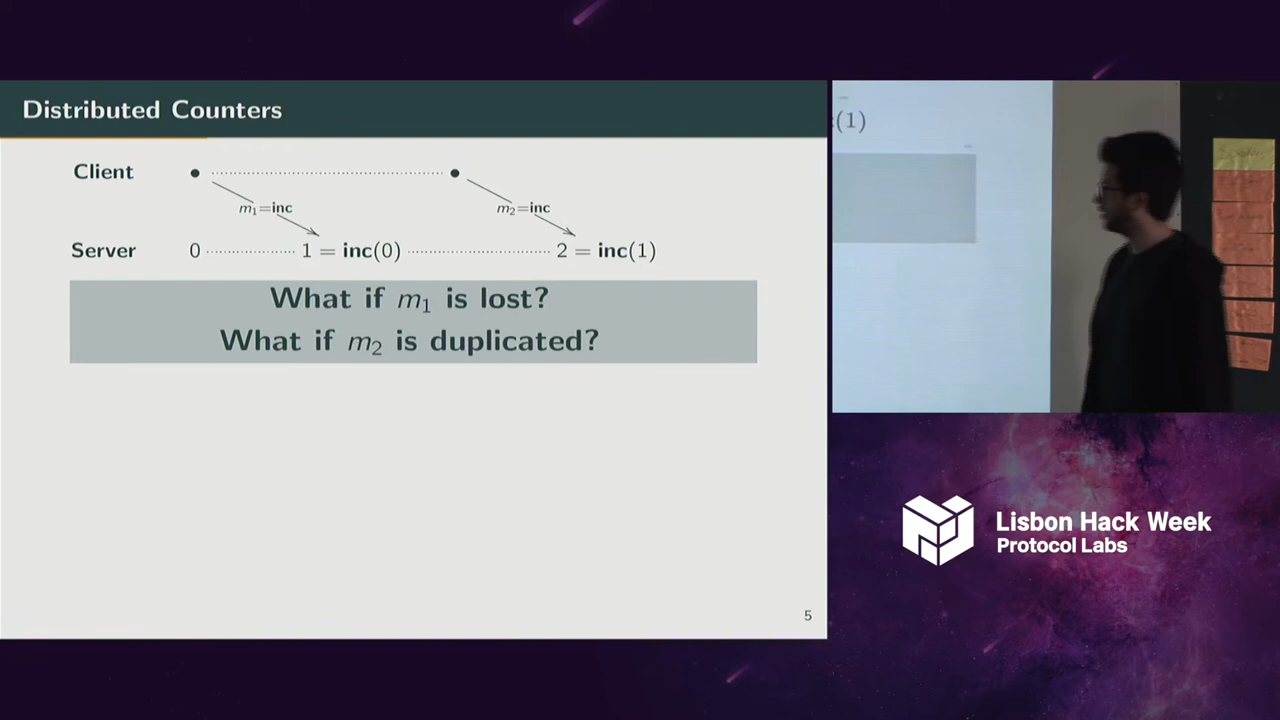 Distributed Counters
Client
m₁=inc
m₂=inc
Server 0 1 = inc(0) 2 = inc(1)
What if m₁ is lost?
What if m₂ is duplicated?
5
(1)
Lisbon Hack Week
Protocol Labs